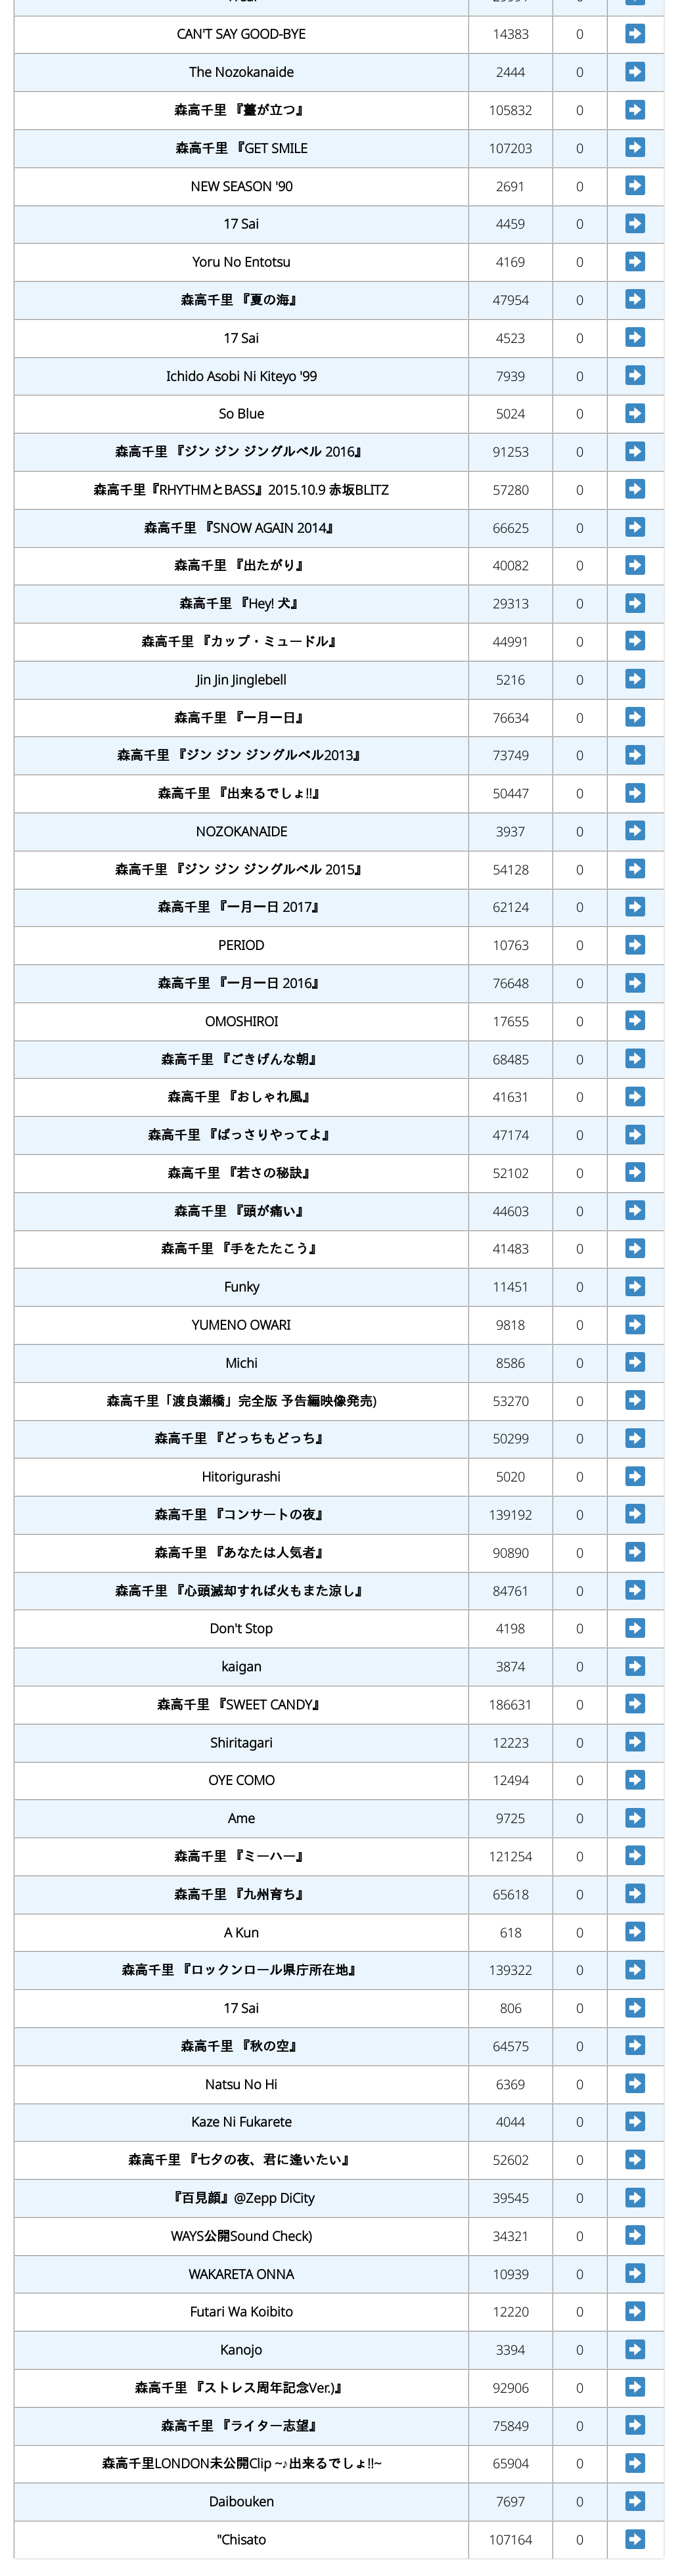 CAN'T SAY GOOD-BYE 14383 0
The Nozokanaide 2444 0
森高千里 『薹が立つ』 105832 0
森高千里 『GET SMILE 107203 0
NEW SEASON '90 2691 0
17 Sai 4459 0
Yoru No Entotsu 4169 0
森高千里 『夏の海』 47954 0
17 Sai 4523 0
Ichido Asobi Ni Kiteyo '99 7939 0
So Blue 5024 0
森高千里 『ジン ジン ジングルベル 2016』 91253 0
森高千里『RHYTHMとBASS』2015.10.9 赤坂BLITZ 57280 0
森高千里 『SNOW AGAIN 2014』 66625 0
森高千里 『出たがり』 40082 0
森高千里 『Hey! 犬』 29313 0
森高千里 『カップ・ミュードル』 44991 0
Jin Jin Jinglebell 5216 0
森高千里 『一月一日』 76634 0
森高千里 『ジン ジン ジングルベル2013』 73749 0
森高千里 『出来るでしょ!!』 50447 0
NOZOKANAIDE 3937 0
森高千里 『ジン ジン ジングルベル 2015』 54128 0
森高千里 『一月一日 2017』 62124 0
PERIOD 10763 0
森高千里 『一月一日 2016』 76648 0
OMOSHIROI 17655 0
森高千里 『ごきげんな朝』 68485 0
森高千里 『おしゃれ風』 41631 0
森高千里 『ばっさりやってよ』 47174 0
森高千里 『若さの秘訣』 52102 0
森高千里 『頭が痛い』 44603 0
森高千里 『手をたたこう』 41483 0
Funky 11451 0
YUMENO OWARI 9818 0
Michi 8586 0
森高千里「渡良瀬橋」完全版 予告編映像発売) 53270 0
森高千里 『どっちもどっち』 50299 0
Hitorigurashi 5020 0
森高千里 『コンサートの夜』 139192 0
森高千里 『あなたは人気者』 90890 0
森高千里 『心頭滅却すれば火もまた涼し』 84761 0
Don't Stop 4198 0
kaigan 3874 0
森高千里 『SWEET CANDY』 186631 0
Shiritagari 12223 0
OYE COMO 12494 0
Ame 9725 0
森高千里 『ミーハー』 121254 0
森高千里 『九州育ち』 65618 0
A Kun 618 0
森高千里 『ロックンロール県庁所在地』 139322 0
17 Sai 806 0
森高千里 『秋の空』 64575 0
Natsu No Hi 6369 0
Kaze Ni Fukarete 4044 0
森高千里 『七夕の夜、君に逢いたい』 52602 0
『百見顔』@Zepp DiCity 39545 0
WAYS公開Sound Check) 34321 0
WAKARETA ONNA 10939 0
Futari Wa Koibito 12220 0
Kanojo 3394 0
森高千里 『ストレス周年記念Ver.)』 92906 0
森高千里 『ライター志望』 75849 0
森高千里LONDON未公開Clip ~♪出来るでしょ!!~ 65904 0
Daibouken 7697 0
"Chisato 107164 0